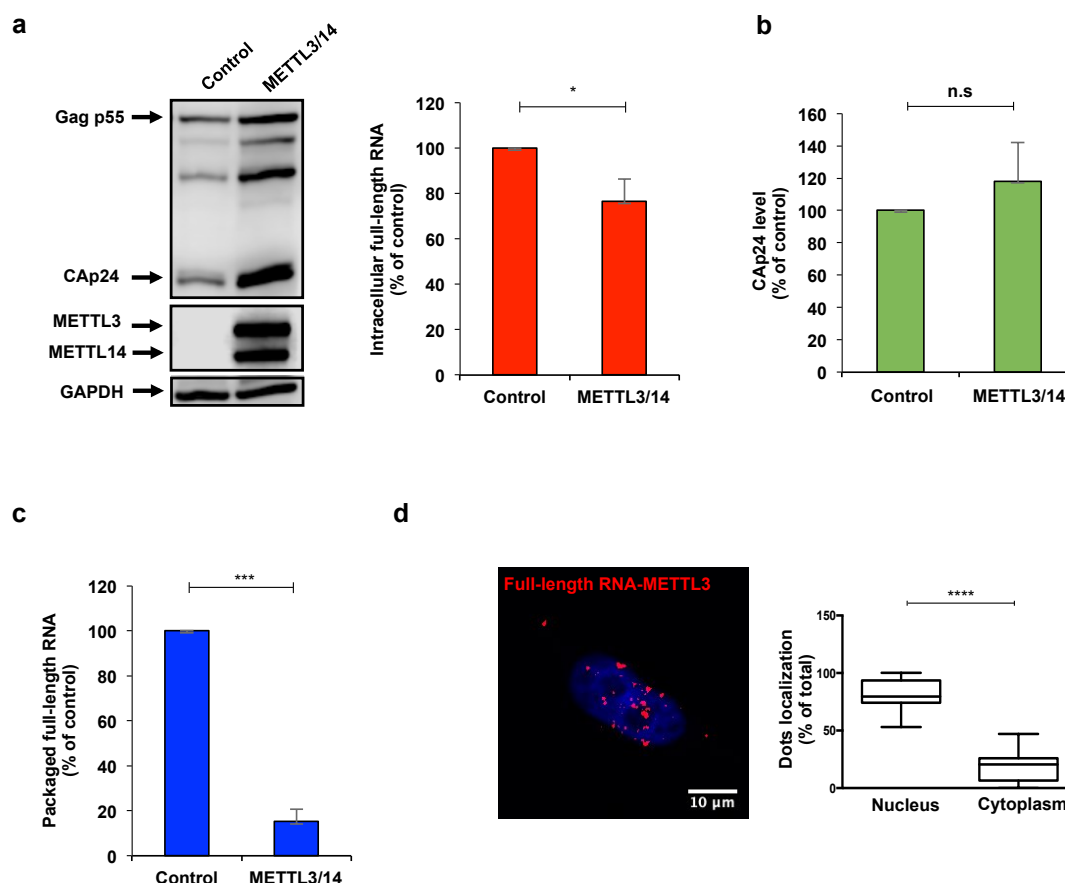 a
Control
METTL3/14
Gag p55
CAp24
METTL3
METTL14
GAPDH
Intracellular full-length RNA
(% of control)
120
100
80
60
40
20
0
*
Control
METTL3/14
b
CAp24 level
(% of control)
160
140
120
100
80
60
40
20
0
n.s
Control
METTL3/14
c
Packaged full-length RNA
(% of control)
120
100
80
60
40
20
0
***
Control
METTL3/14
d
Full-length RNA-METTL3
10 µm
Dots localization
(% of total)
150
100
50
0
****
Nucleus
Cytoplasm